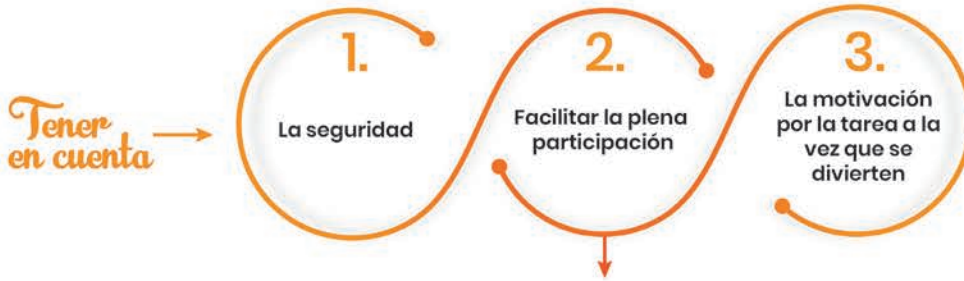 Tener
en cuenta
1.
La seguridad
2.
Facilitar la plena
participación
3.
La motivación
por la tarea a la
vez que se
divierten